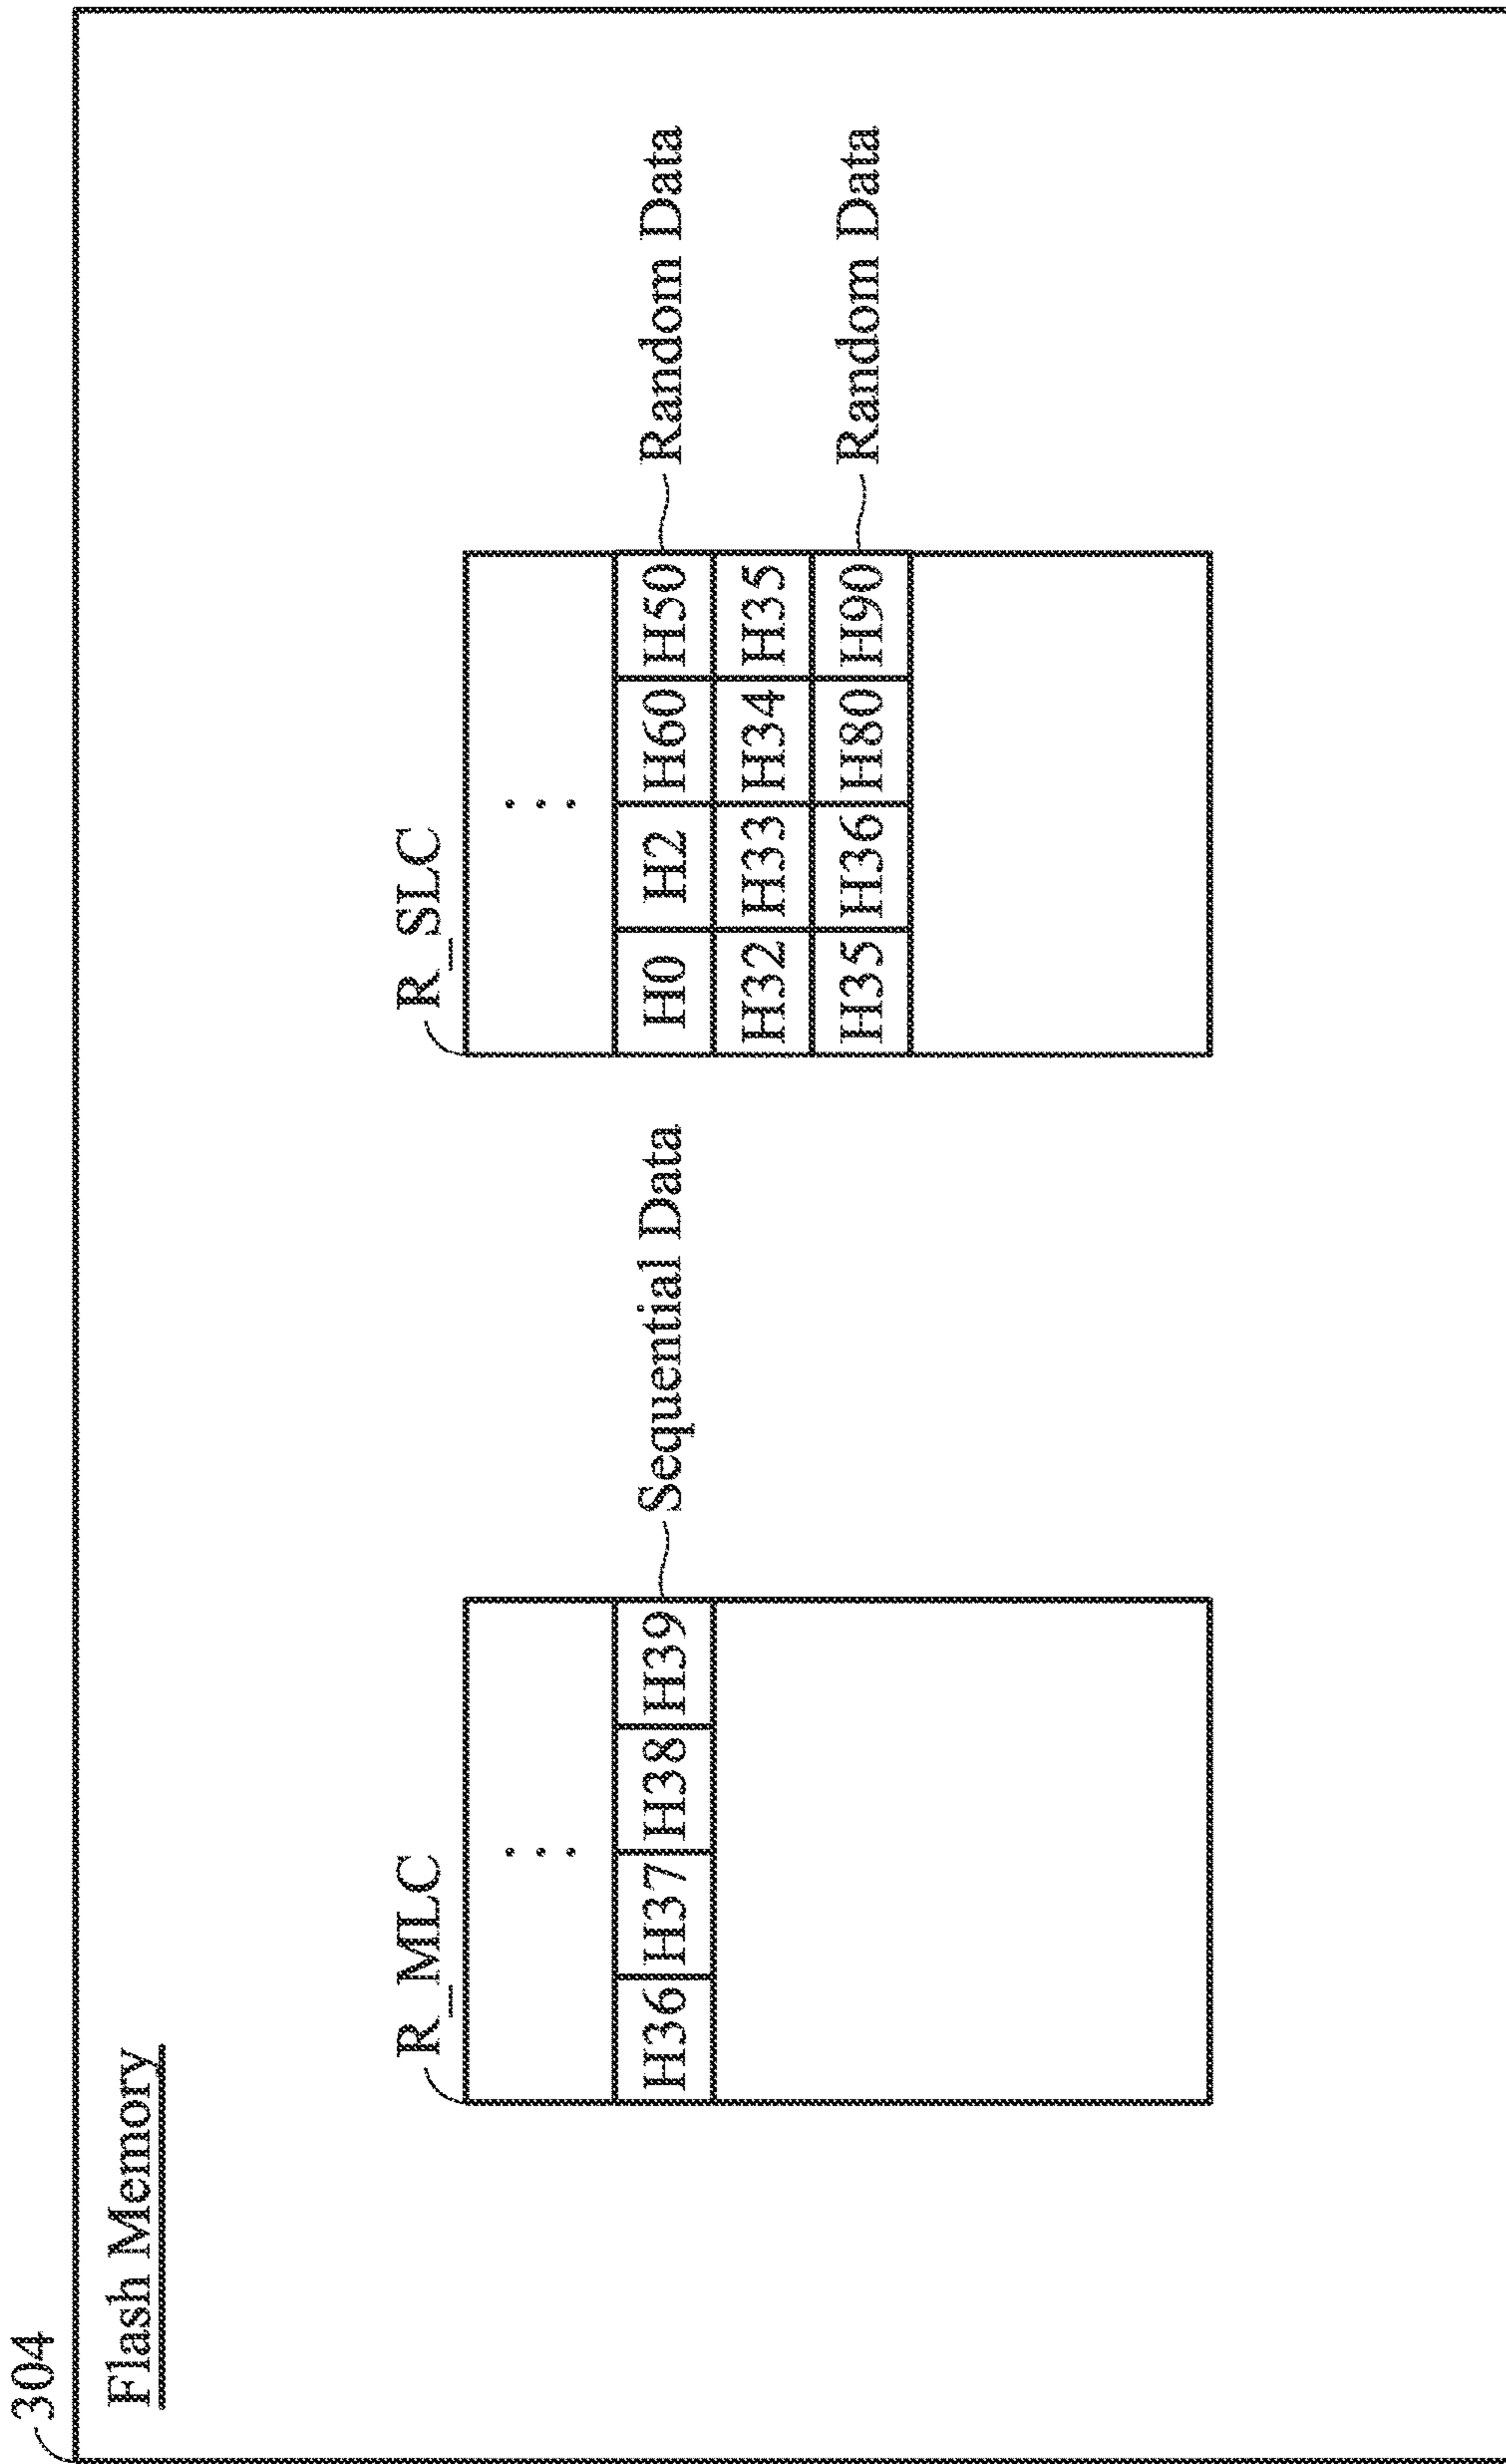 304
Flash Memory
R_MLC
H36 H37 H38 H39
Sequential Data
R_SLC
H0 H2 H60 H50
Random Data
H32 H33 H34 H35
H35 H36 H80 H90
Random Data